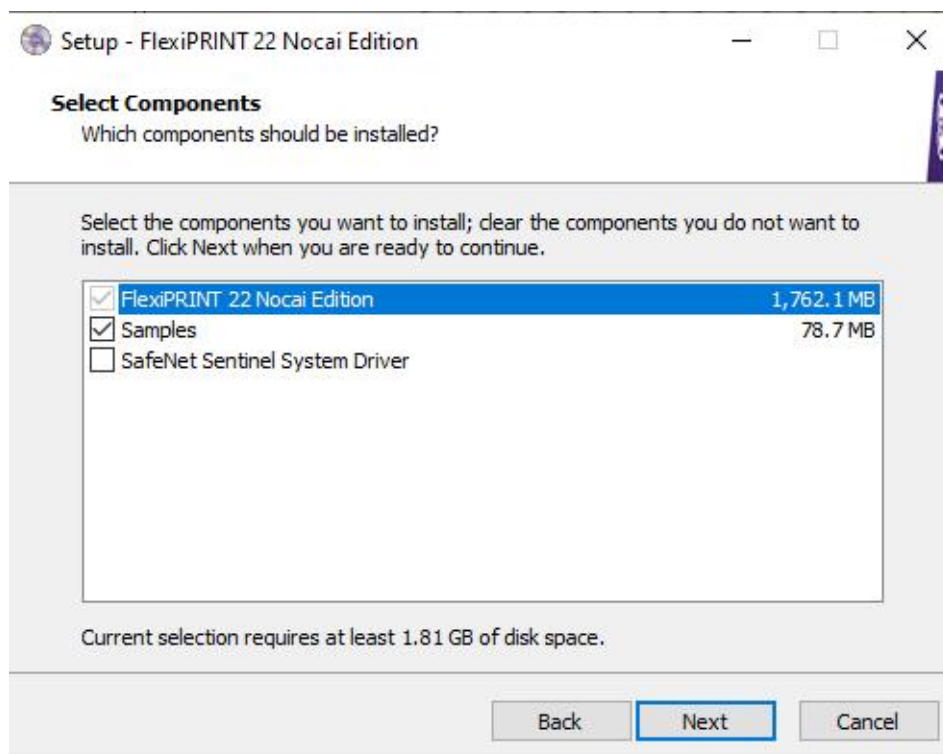 Setup - FlexiPRINT 22 Nocai Edition
Select Components
Which components should be installed?
Select the components you want to install; clear the components you do not want to
install. Click Next when you are ready to continue.
FlexiPRINT 22 Nocai Edition 1,762.1 MB
Samples 78.7 MB
SafeNet Sentinel System Driver
Current selection requires at least 1.81 GB of disk space.
Back Next Cancel